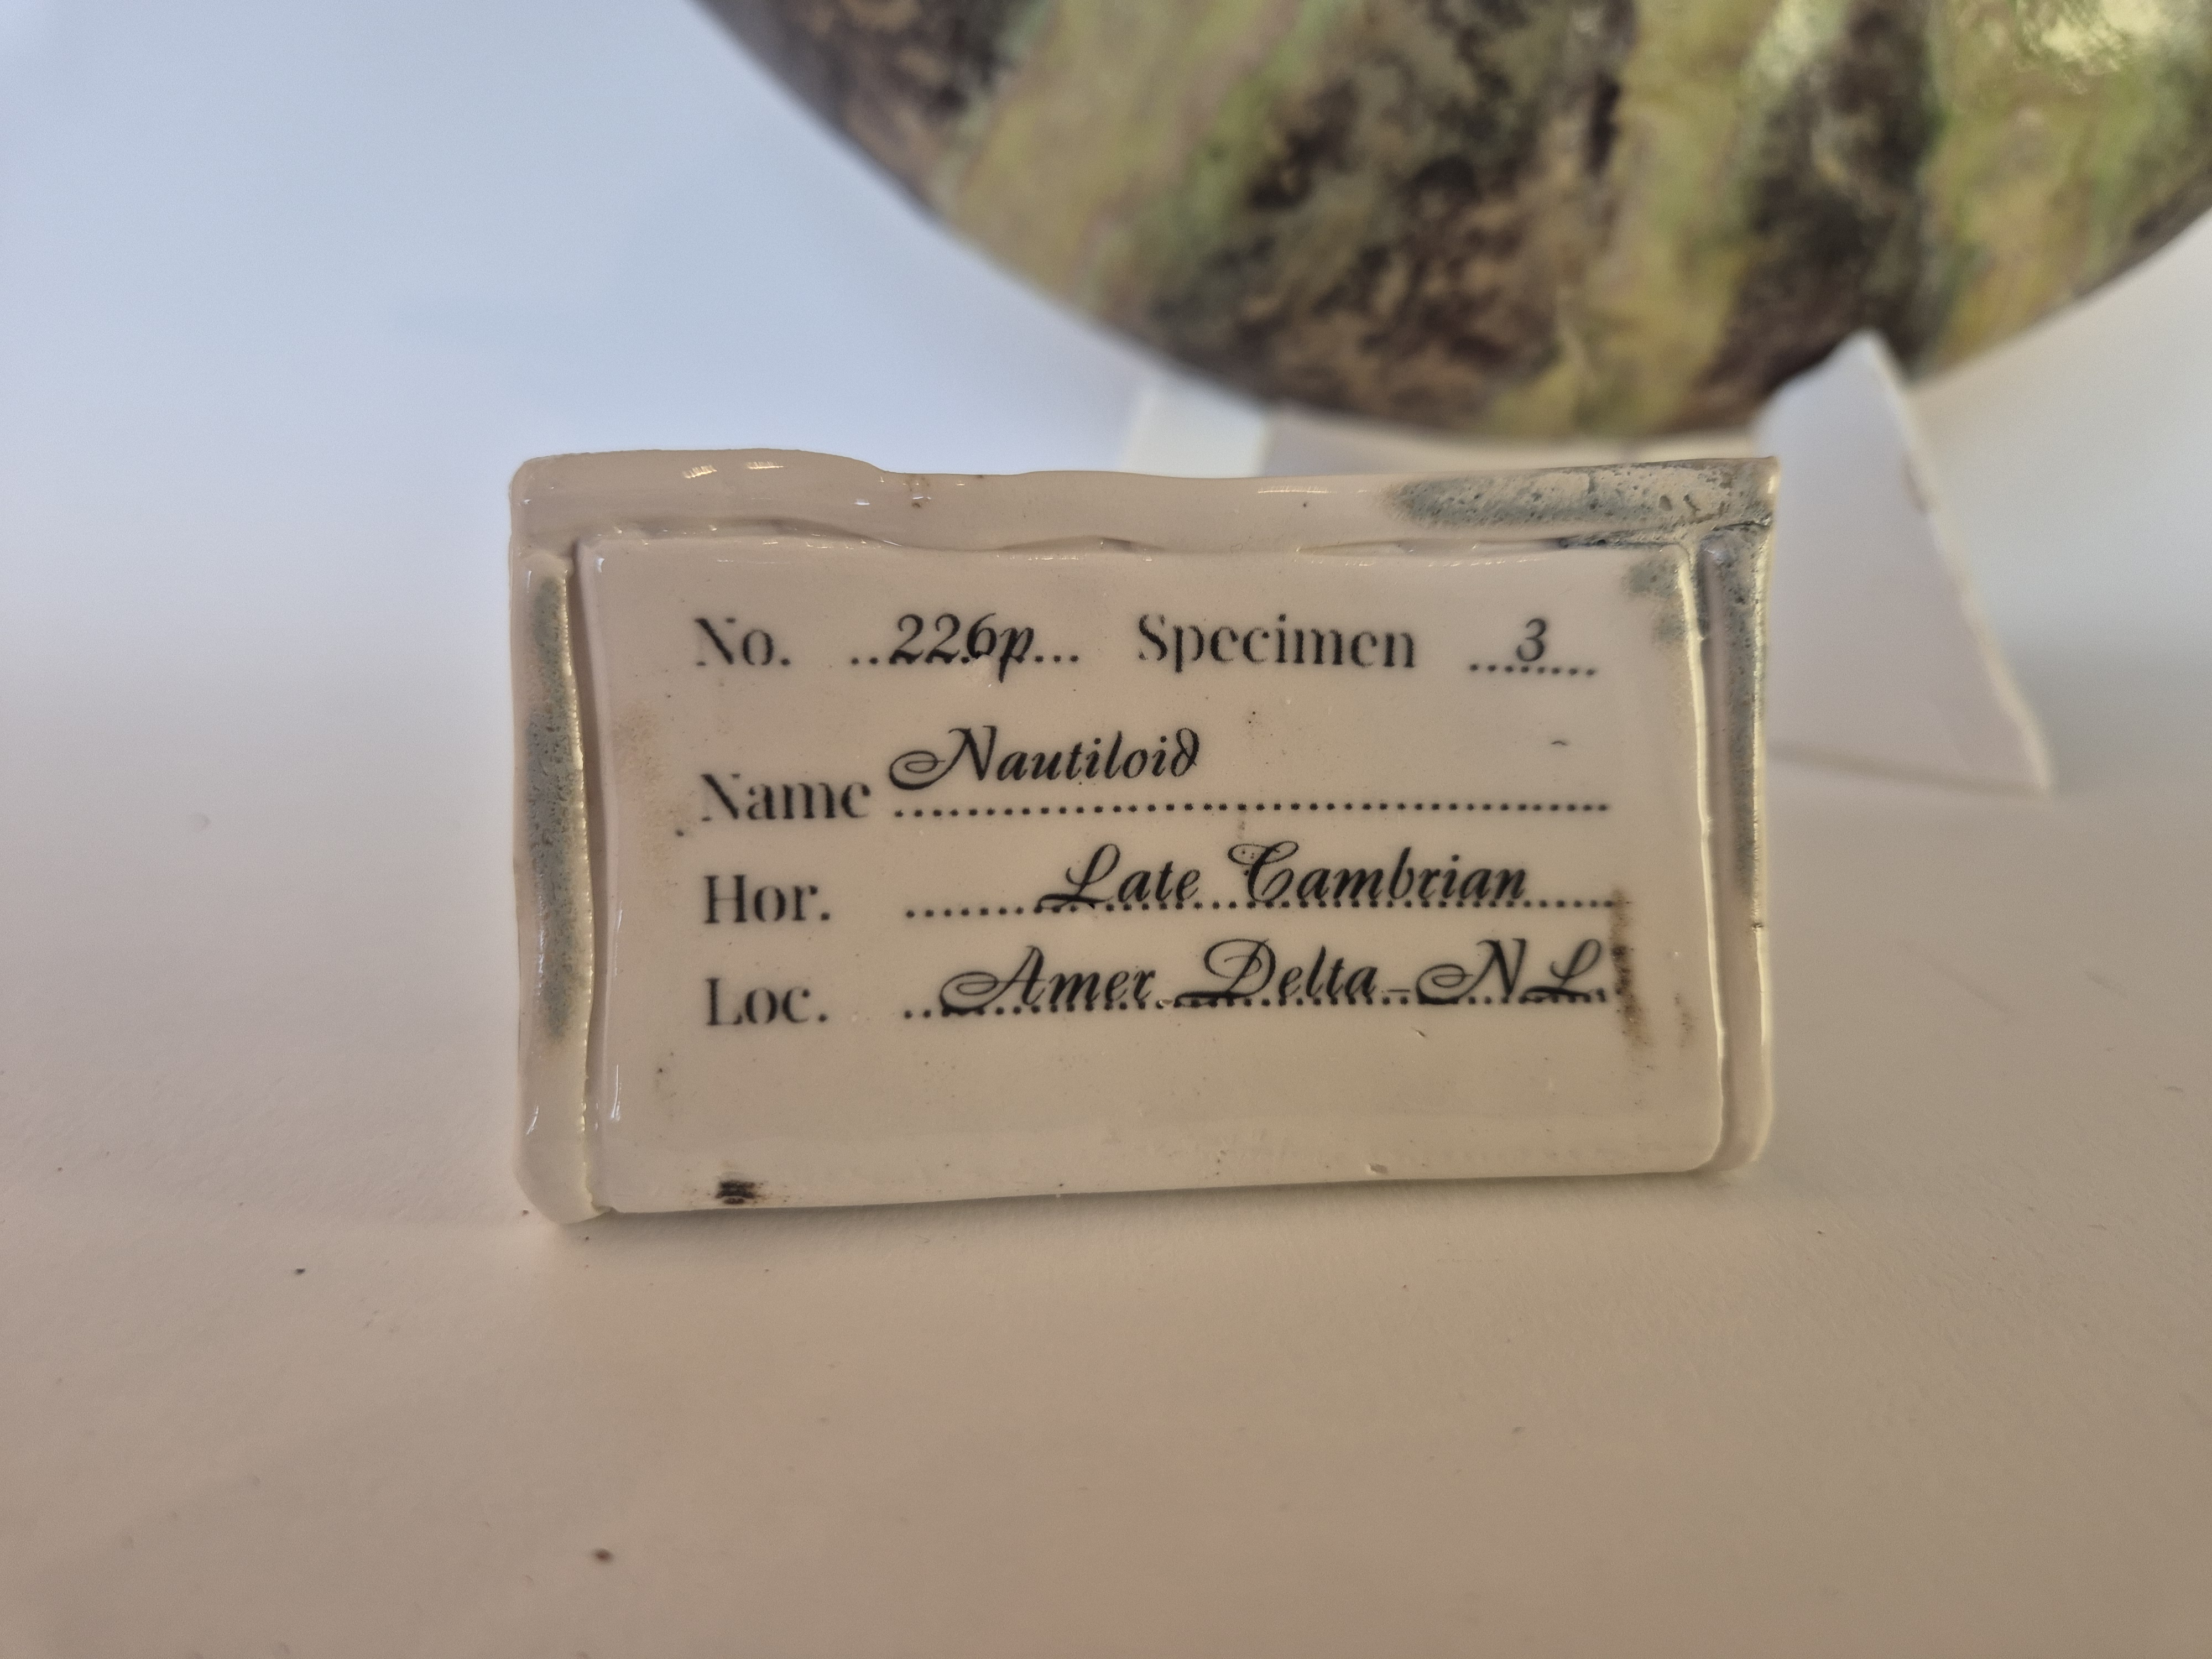 No. ..226p... Specimen ...3....
Name Nautiloid
Hor. Late Cambrian
Loc. Amer Delta NL.